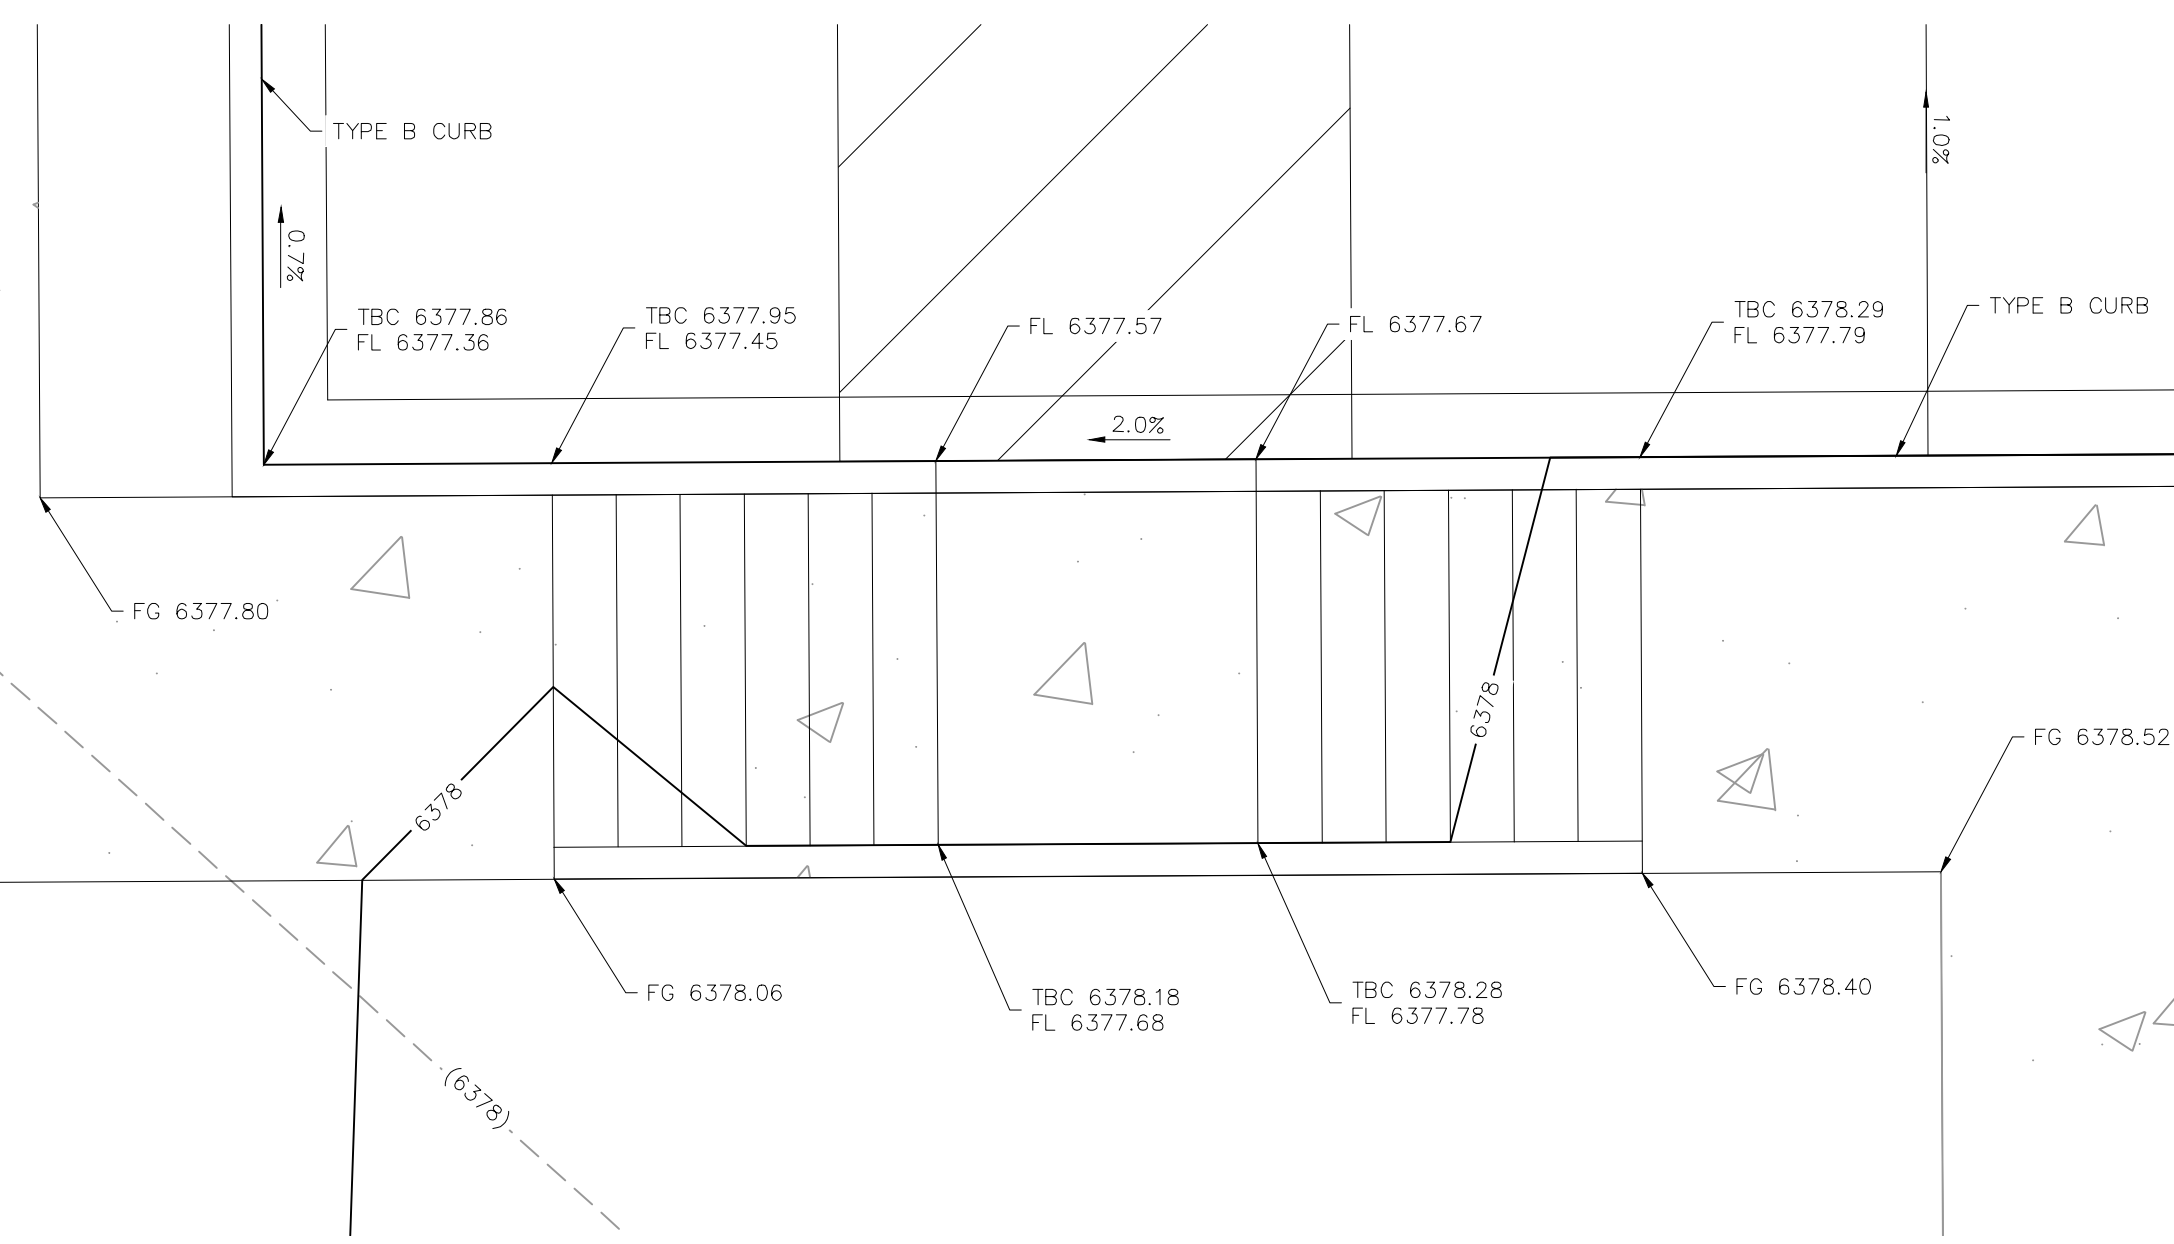 TYPE B CURB
1.0%
0.7%
TBC 6377.86
FL 6377.36
TBC 6377.95
FL 6377.45
FL 6377.57
FL 6377.67
TBC 6378.29
FL 6377.79
TYPE B CURB
2.0%
FG 6377.80
6378
6378
FG 6378.52
FG 6378.06
TBC 6378.18
FL 6377.68
TBC 6378.28
FL 6377.78
FG 6378.40
(6378)